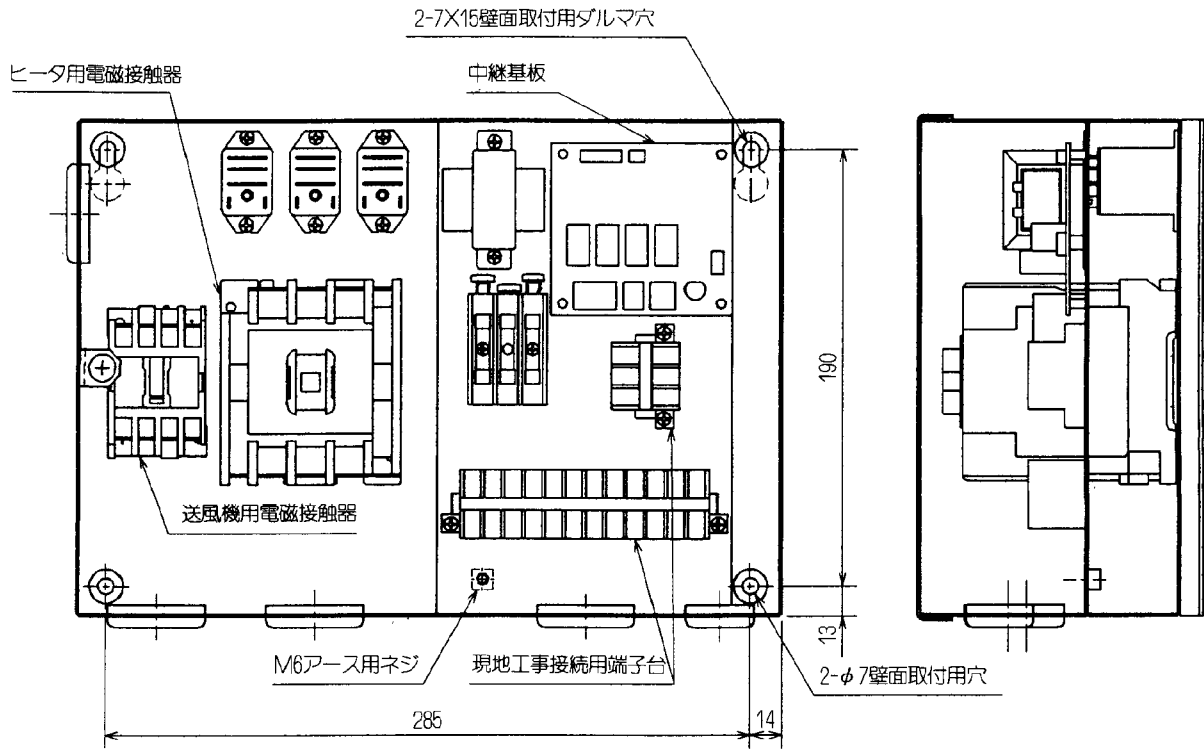 2-7X15壁面取付用ダルマ穴
ヒータ用電磁接触器
中継基板
190
送風機用電磁接触器
13
M6アース用ネジ
現地工事接続用端子台
2-φ7壁面取付用穴
285
14